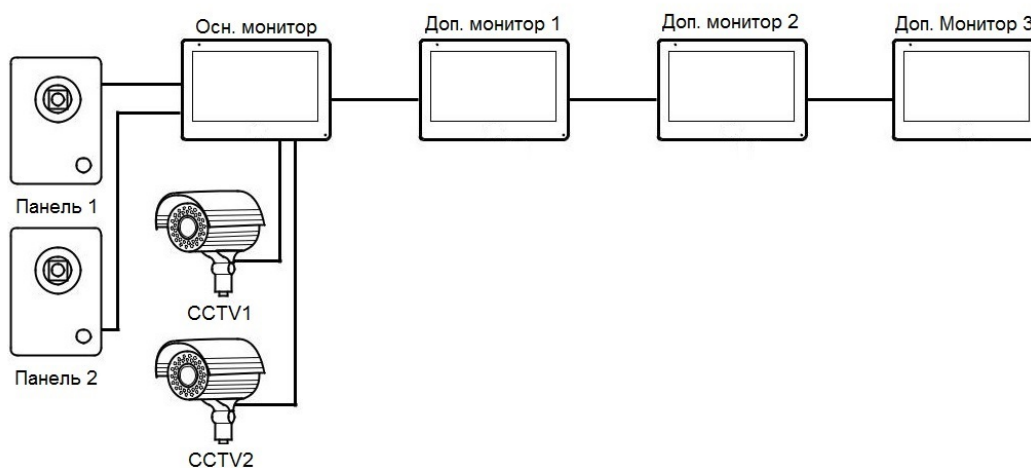 Осн. монитор
Доп. монитор 1
Доп. монитор 2
Доп. Монитор 3
Панель 1
CCTV1
Панель 2
CCTV2